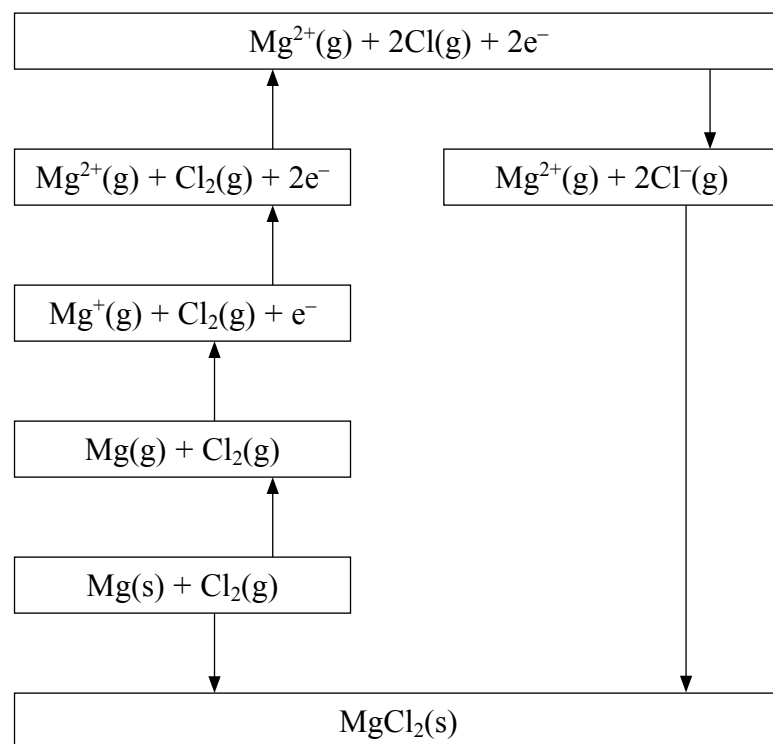 Mg²⁺(g) + 2Cl(g) + 2e⁻
Mg²⁺(g) + Cl₂(g) + 2e⁻
Mg²⁺(g) + 2Cl⁻(g)
Mg⁺(g) + Cl₂(g) + e⁻
Mg(g) + Cl₂(g)
Mg(s) + Cl₂(g)
MgCl₂(s)